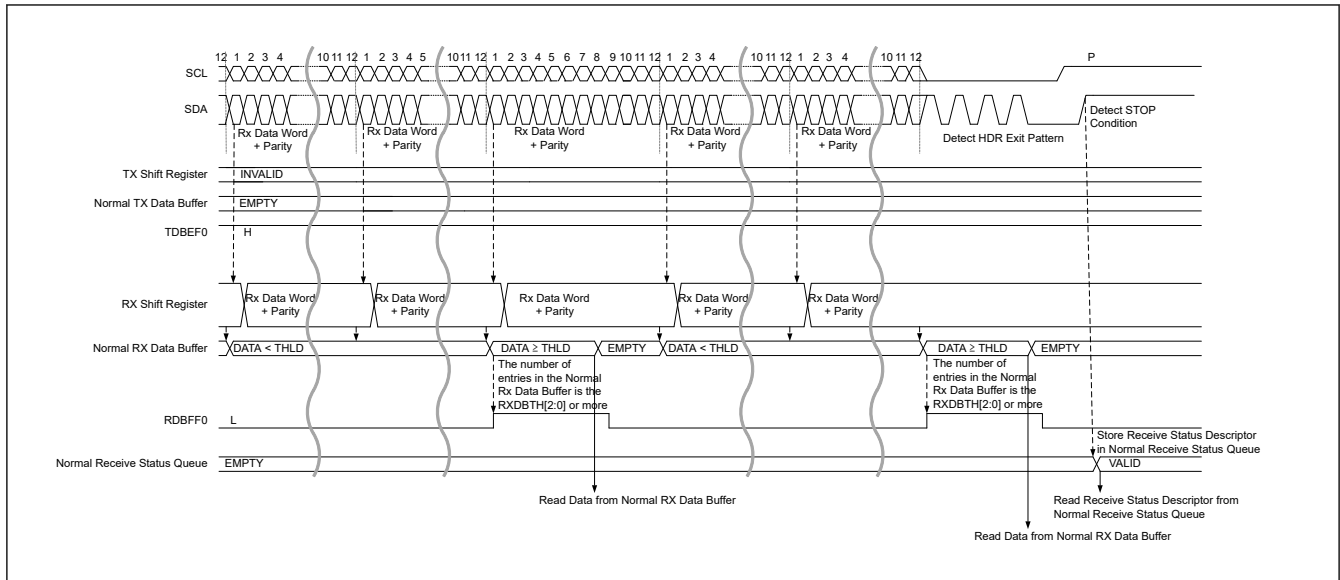 12 1 2 3 4 10 11 12 1 2 3 4 5 10 11 12 1 2 3 4 5 6 7 8 9 10 11 12 1 2 3 4 10 11 12 1 2 3 4 10 11 12 P
SCL
SDA
Detect STOP
Condition
Rx Data Word
+ Parity
Rx Data Word
+ Parity
Rx Data Word
+ Parity
Rx Data Word
+ Parity
Rx Data Word
+ Parity
Detect HDR Exit Pattern
TX Shift Register INVALID
Normal TX Data Buffer EMPTY
TDBEF0 H
RX Shift Register
Rx Data Word
+ Parity
Rx Data Word
+ Parity
Rx Data Word
+ Parity
Rx Data Word
+ Parity
Rx Data Word
+ Parity
Normal RX Data Buffer DATA < THLD DATA ≥ THLD EMPTY DATA < THLD DATA ≥ THLD EMPTY
The number of
entries in the Normal
Rx Data Buffer is the
RXDBTH[2:0] or more
The number of
entries in the Normal
Rx Data Buffer is the
RXDBTH[2:0] or more
RDBFF0 L
Store Receive Status Descriptor
in Normal Receive Status Queue
Normal Receive Status Queue EMPTY VALID
Read Data from Normal RX Data Buffer
Read Receive Status Descriptor from
Normal Receive Status Queue
Read Data from Normal RX Data Buffer